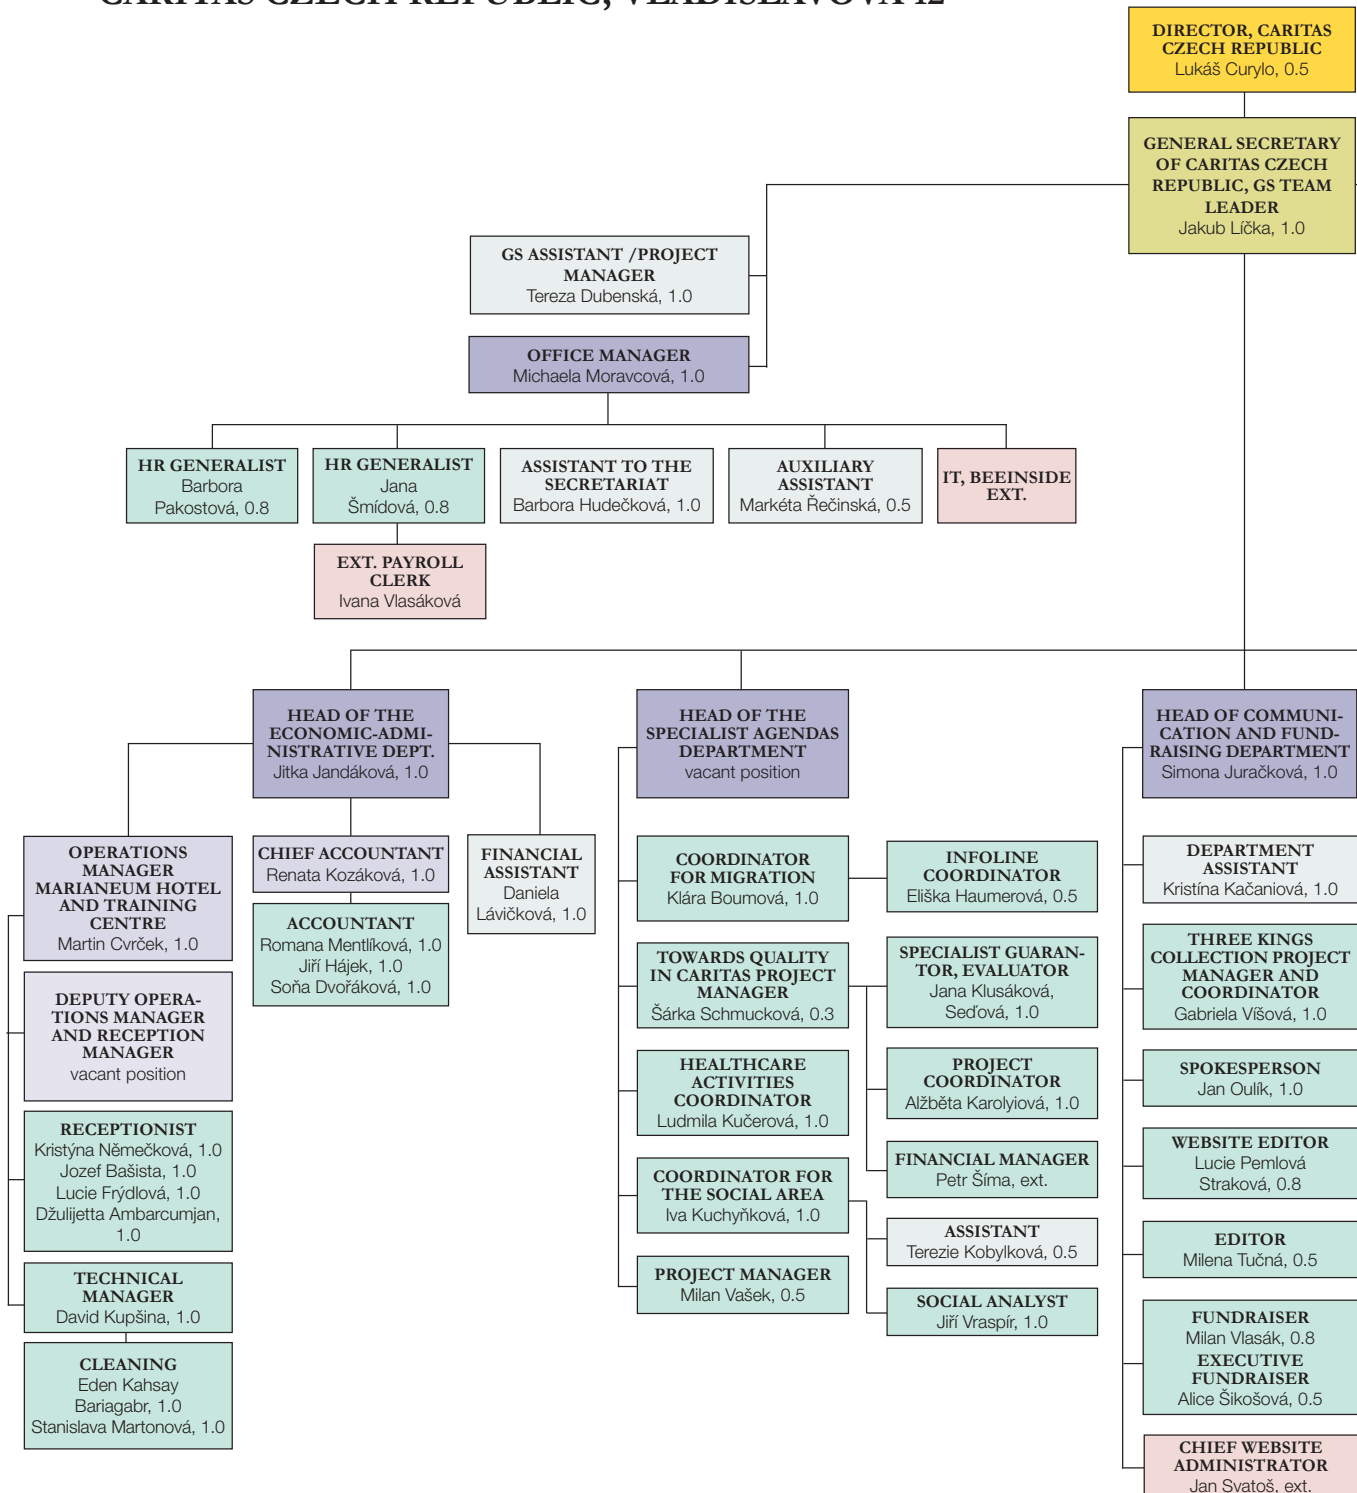 CARITAS CZECH REPUBLIC, VLADISLAVOVA 12
DIRECTOR, CARITAS
CZECH REPUBLIC
Lukáš Curylo, 0.5
GENERAL SECRETARY
OF CARITAS CZECH
REPUBLIC, GS TEAM
LEADER
Jakub Líčka, 1.0
GS ASSISTANT /PROJECT
MANAGER
Tereza Dubenská, 1.0
OFFICE MANAGER
Michaela Moravcová, 1.0
HR GENERALIST
Barbora
Pakostová, 0.8
HR GENERALIST
Jana
Šmídová, 0.8
ASSISTANT TO THE
SECRETARIAT
Barbora Hudečková, 1.0
AUXILIARY
ASSISTANT
Markéta Řečinská, 0.5
IT, BEEINSIDE
EXT.
EXT. PAYROLL
CLERK
Ivana Vlasáková
HEAD OF THE
ECONOMIC-ADMI-
NISTRATIVE DEPT.
Jitka Jandáková, 1.0
HEAD OF THE
SPECIALIST AGENDAS
DEPARTMENT
vacant position
HEAD OF COMMUNI-
CATION AND FUND-
RAISING DEPARTMENT
Simona Juračková, 1.0
OPERATIONS
MANAGER
MARIANEUM HOTEL
AND TRAINING
CENTRE
Martin Cvrček, 1.0
DEPUTY OPERA-
TIONS MANAGER
AND RECEPTION
MANAGER
vacant position
RECEPTIONIST
Kristýna Němečková, 1.0
Jozef Bašista, 1.0
Lucie Frýdlová, 1.0
Džulijetta Ambarcumjan,
1.0
TECHNICAL
MANAGER
David Kupšina, 1.0
CLEANING
Eden Kahsay
Bariagabr, 1.0
Stanislava Martonová, 1.0
CHIEF ACCOUNTANT
Renata Kozáková, 1.0
ACCOUNTANT
Romana Mentlíková, 1.0
Jiří Hájek, 1.0
Soňa Dvořáková, 1.0
FINANCIAL
ASSISTANT
Daniela
Lávičková, 1.0
COORDINATOR
FOR MIGRATION
Klára Boumová, 1.0
TOWARDS QUALITY
IN CARITAS PROJECT
MANAGER
Šárka Schmucková, 0.3
HEALTHCARE
ACTIVITIES
COORDINATOR
Ludmila Kučerová, 1.0
COORDINATOR FOR
THE SOCIAL AREA
Iva Kuchyňková, 1.0
PROJECT MANAGER
Milan Vašek, 0.5
INFOLINE
COORDINATOR
Eliška Haumerová, 0.5
SPECIALIST GUARAN-
TOR, EVALUATOR
Jana Klusáková,
Seďová, 1.0
PROJECT
COORDINATOR
Alžběta Karolyiová, 1.0
FINANCIAL MANAGER
Petr Šíma, ext.
ASSISTANT
Terezie Kobylková, 0.5
SOCIAL ANALYST
Jiří Vraspír, 1.0
DEPARTMENT
ASSISTANT
Kristína Kačaniová, 1.0
THREE KINGS
COLLECTION PROJECT
MANAGER AND
COORDINATOR
Gabriela Víšová, 1.0
SPOKESPERSON
Jan Oulík, 1.0
WEBSITE EDITOR
Lucie Pemlová
Straková, 0.8
EDITOR
Milena Tučná, 0.5
FUNDRAISER
Milan Vlasák, 0.8
EXECUTIVE
FUNDRAISER
Alice Šikošová, 0.5
CHIEF WEBSITE
ADMINISTRATOR
Jan Svatoš, ext.